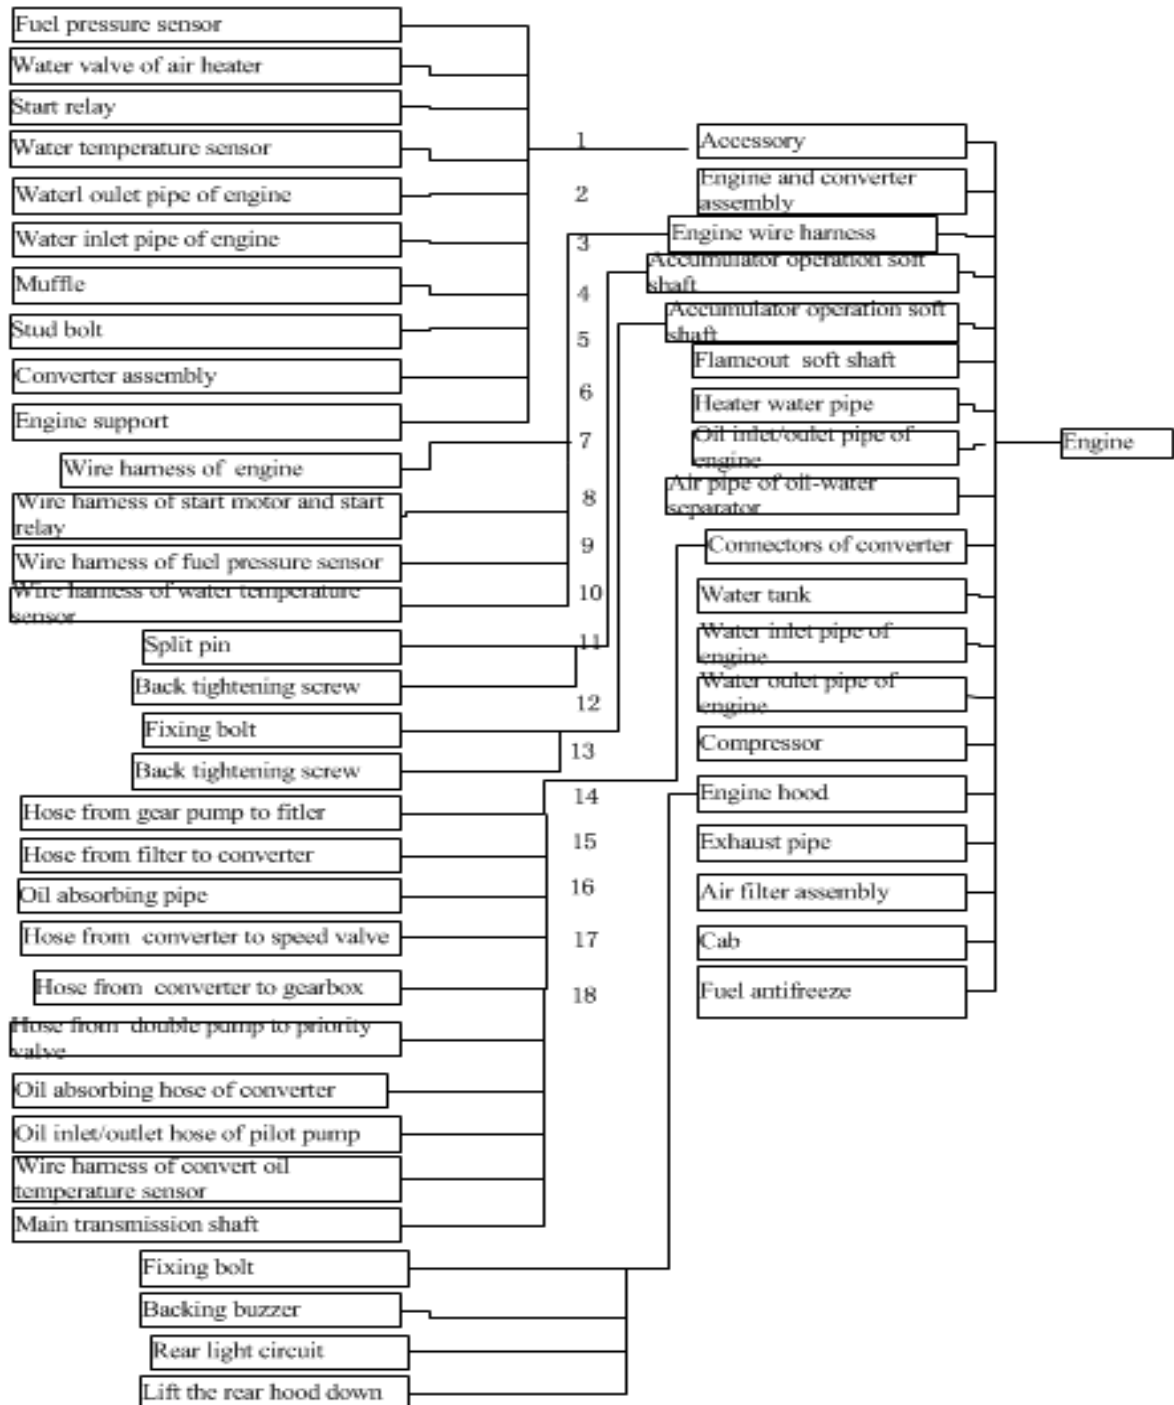 Fuel pressure sensor
Water valve of air heater
Start relay
Water temperature sensor
Waterl oulet pipe of engine
Water inlet pipe of engine
Muffle
Stud bolt
Converter assembly
Engine support
Wire harness of engine
Wire harness of start motor and start
relay
Wire harness of fuel pressure sensor
Wire harness of water temperature
sensor
Split pin
Back tightening screw
Fixing bolt
Back tightening screw
Hose from gear pump to fitler
Hose from filter to converter
Oil absorbing pipe
Hose from converter to speed valve
Hose from converter to gearbox
Hose from double pump to priority
valve
Oil absorbing hose of converter
Oil inlet/outlet hose of pilot pump
Wire harness of convert oil
temperature sensor
Main transmission shaft
Fixing bolt
Backing buzzer
Rear light circuit
Lift the rear hood down
1
2
3
4
5
6
7
8
9
10
11
12
13
14
15
16
17
18
Accessory
Engine and converter
assembly
Engine wire harness
Accumulator operation soft
shaft
Accumulator operation soft
shaft
Flameout soft shaft
Heater water pipe
Oil inlet/oulet pipe of
engine
Air pipe of oil-water
separator
Connectors of converter
Water tank
Water inlet pipe of
engine
Water oulet pipe of
engine
Compressor
Engine hood
Exhaust pipe
Air filter assembly
Cab
Fuel antifreeze
Engine